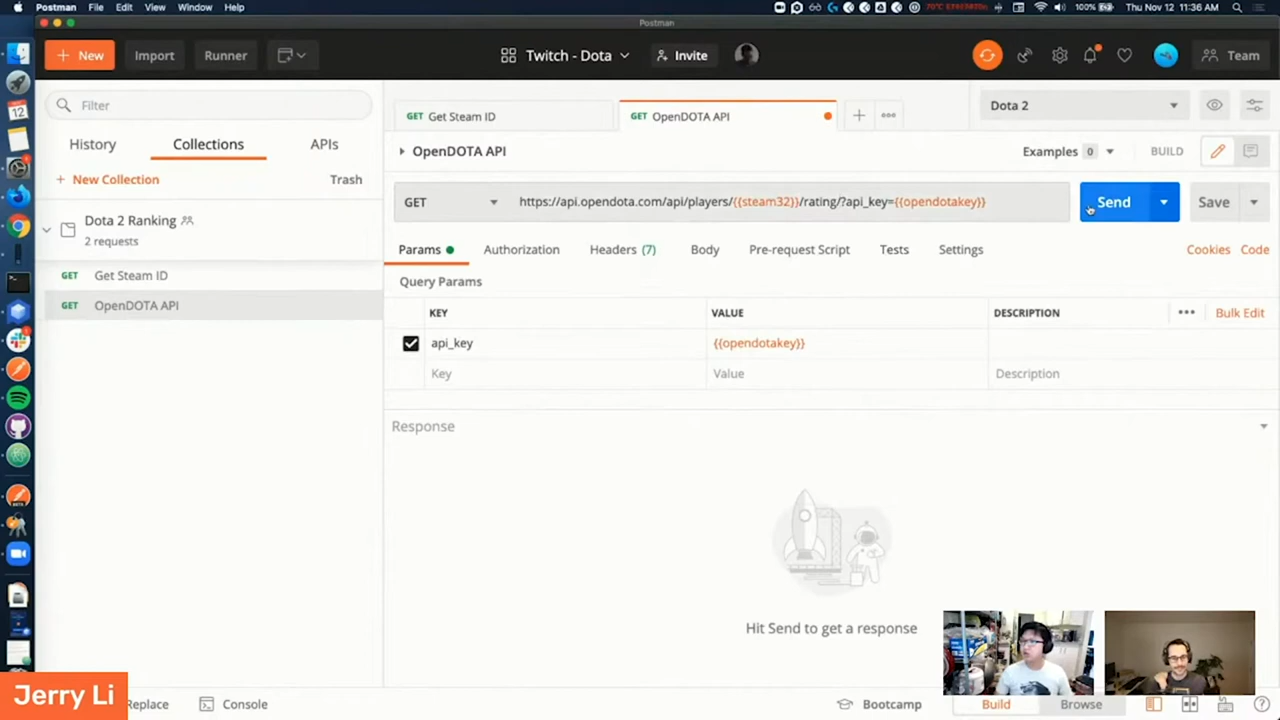 Postman File Edit View Window Help
100% Thu Nov 12 11:36 AM
Postman
+ New Import Runner
Twitch - Dota Invite
Team
Filter
History Collections APIs
+ New Collection Trash
Dota 2 Ranking
2 requests
GET Get Steam ID
GET OpenDOTA API
GET Get Steam ID GET OpenDOTA API
Dota 2
OpenDOTA API
Examples 0 BUILD
GET https://api.opendota.com/api/players/{{steam32}}/rating/?api_key={{opendotakey}} Send Save
Params Authorization Headers (7) Body Pre-request Script Tests Settings Cookies Code
Query Params
KEY VALUE DESCRIPTION Bulk Edit
api_key {{opendotakey}}
Key Value Description
Response
Hit Send to get a response
Jerry Li
Replace Console
Bootcamp Build Browse